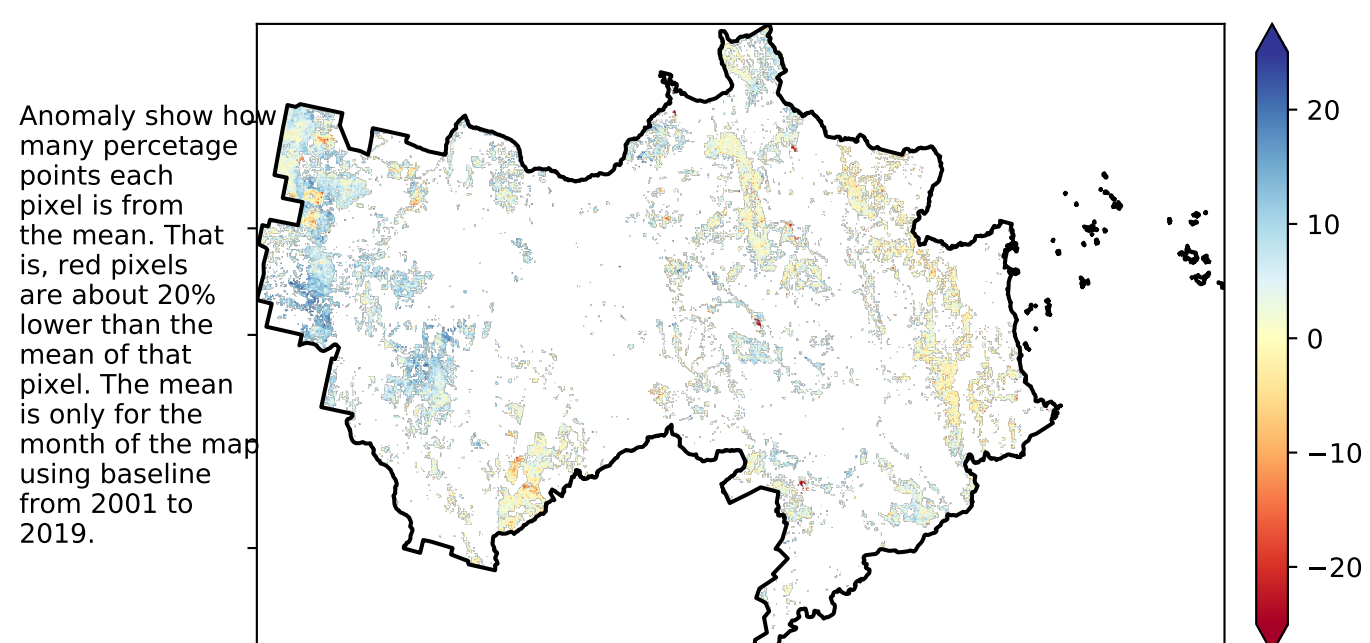 Anomaly show how
many percetage
points each
pixel is from
the mean. That
is, red pixels
are about 20%
lower than the
mean of that
pixel. The mean
is only for the
month of the map
using baseline
from 2001 to
2019.
20
10
0
−10
−20